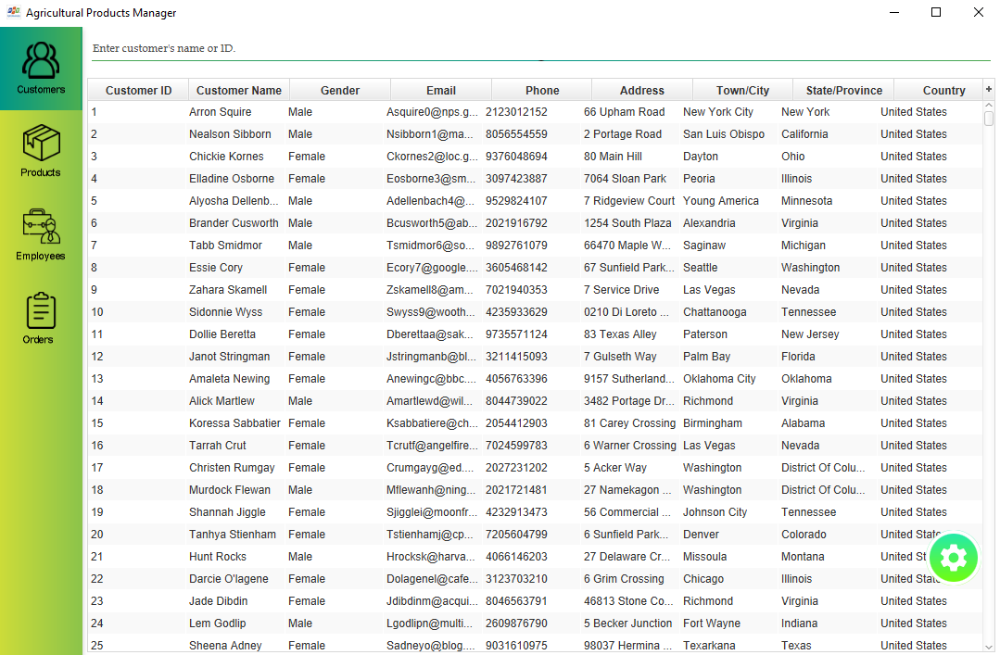 Agricultural Products Manager
Enter customer's name or ID.
Customers
Products
Employees
Orders
Customer ID Customer Name Gender Email Phone Address Town/City State/Province Country +
1 Arron Squire Male Asquire0@nps.g... 2123012152 66 Upham Road New York City New York United States
2 Nealson Sibborn Male Nsibborn1@ma... 8056554559 2 Portage Road San Luis Obispo California United States
3 Chickie Kornes Female Ckornes2@loc.g... 9376048694 80 Main Hill Dayton Ohio United States
4 Elladine Osborne Female Eosborne3@sm... 3097423887 7064 Sloan Park Peoria Illinois United States
5 Alyosha Dellenb... Male Adellenbach4@... 9529824107 7 Ridgeview Court Young America Minnesota United States
6 Brander Cusworth Male Bcusworth5@ab... 2021916792 1254 South Plaza Alexandria Virginia United States
7 Tabb Smidmor Male Tsmidmor6@so... 9892761079 66470 Maple W... Saginaw Michigan United States
8 Essie Cory Female Ecory7@google.... 3605468142 67 Sunfield Park... Seattle Washington United States
9 Zahara Skamell Female Zskamell8@am... 7021940353 7 Service Drive Las Vegas Nevada United States
10 Sidonnie Wyss Female Swyss9@wooth... 4235933629 0210 Di Loreto ... Chattanooga Tennessee United States
11 Dollie Beretta Female Dberettaa@sak... 9735571124 83 Texas Alley Paterson New Jersey United States
12 Janot Stringman Female Jstringmanb@bl... 3211415093 7 Gulseth Way Palm Bay Florida United States
13 Amaleta Newing Female Anewingc@bbc.... 4056763396 9157 Sutherland... Oklahoma City Oklahoma United States
14 Alick Martlew Male Amartlewd@wil... 8044739022 3482 Portage Dr... Richmond Virginia United States
15 Koressa Sabbatier Female Ksabbatiere@ch... 2054412903 81 Carey Crossing Birmingham Alabama United States
16 Tarrah Crut Female Tcrutf@angelfire... 7024599783 6 Warner Crossing Las Vegas Nevada United States
17 Christen Rumgay Female Crumgayg@ed.... 2027231202 5 Acker Way Washington District Of Colu... United States
18 Murdock Flewan Male Mflewanh@ning... 2021721481 27 Namekagon ... Washington District Of Colu... United States
19 Shannah Jiggle Female Sjigglei@moonfr... 4232913473 56 Commercial ... Johnson City Tennessee United States
20 Tanhya Stienham Female Tstienhamj@cp... 7205604799 6 Sunfield Park... Denver Colorado United States
21 Hunt Rocks Male Hrocksk@harva... 4066146203 27 Delaware Cr... Missoula Montana United St
22 Darcie O'lagene Female Dolagenel@cafe... 3123703210 6 Grim Crossing Chicago Illinois United States
23 Jade Dibdin Female Jdibdinm@acqui... 8046563791 46813 Stone Co... Richmond Virginia United States
24 Lem Godlip Male Lgodlipn@multi... 2609876790 5 Becker Junction Fort Wayne Indiana United States
25 Sheena Adney Female Sadneyo@blog.... 9031610975 98037 Hermina ... Texarkana Texas United States